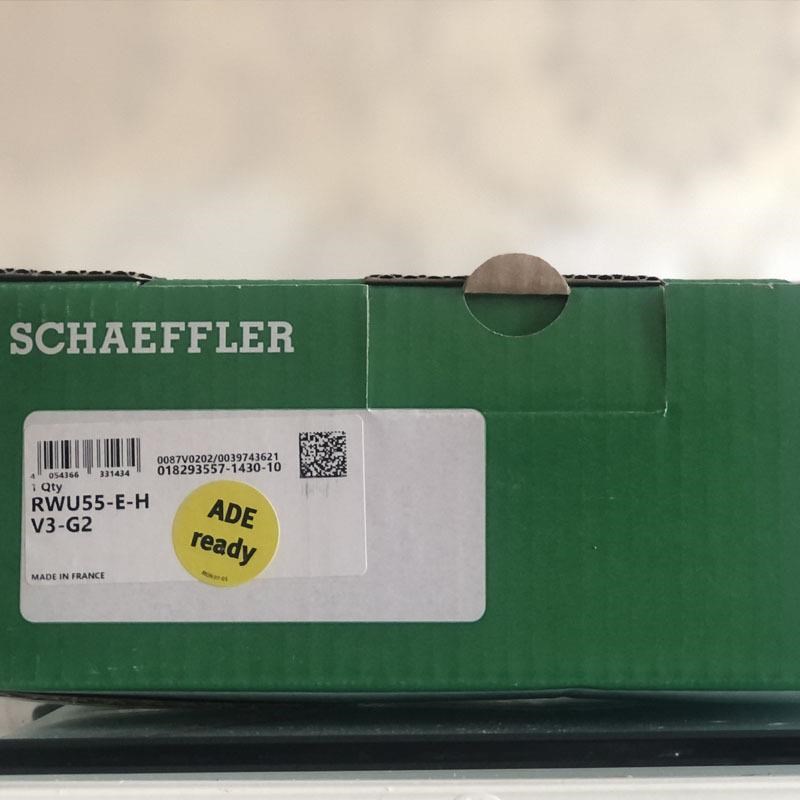 SCHAEFFLER
4 054366 331434
0087V0202/0039743621
018293557-1430-10
1 Qty
RWU55-E-H
V3-G2
ADE
ready
MADE IN FRANCE